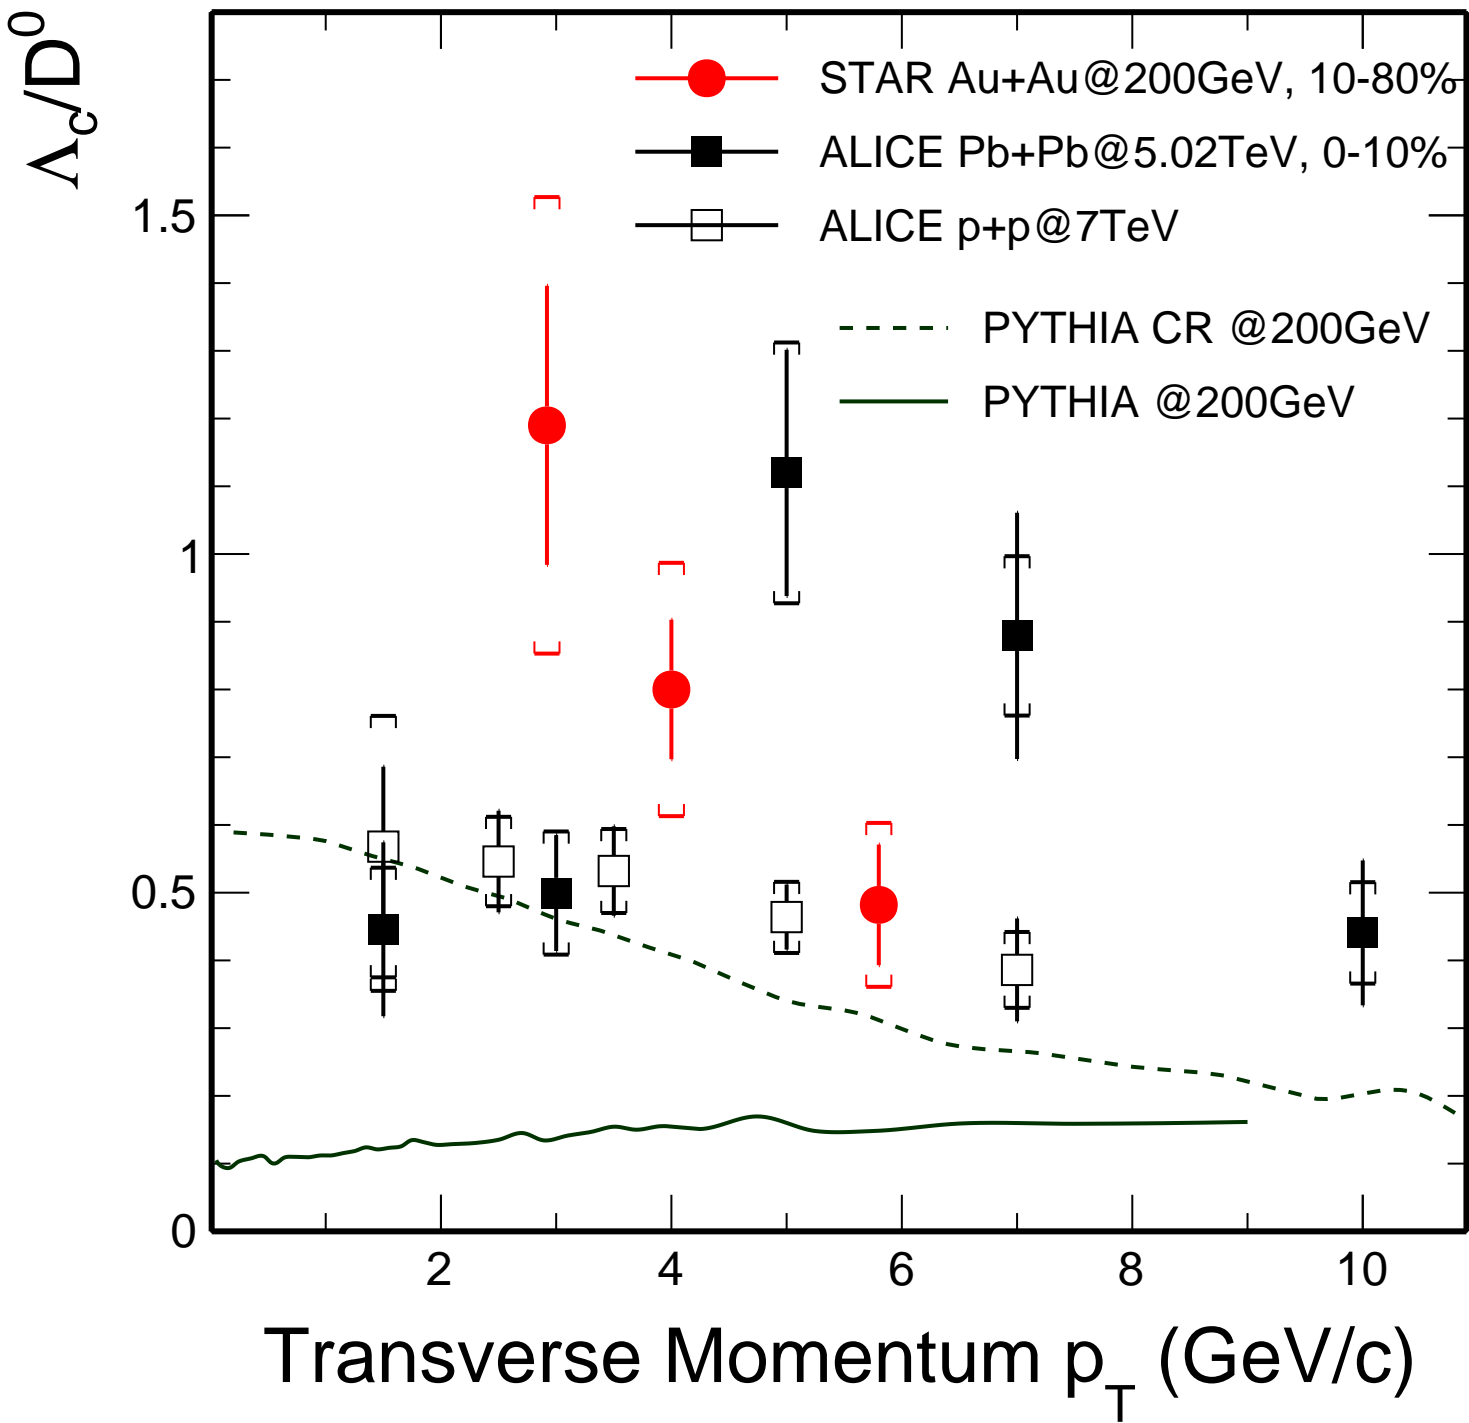 Λc/D0
STAR Au+Au@200GeV, 10-80%
ALICE Pb+Pb@5.02TeV, 0-10%
ALICE p+p@7TeV
PYTHIA CR @200GeV
PYTHIA @200GeV
1.5
1
0.5
0
2 4 6 8 10
Transverse Momentum pT (GeV/c)